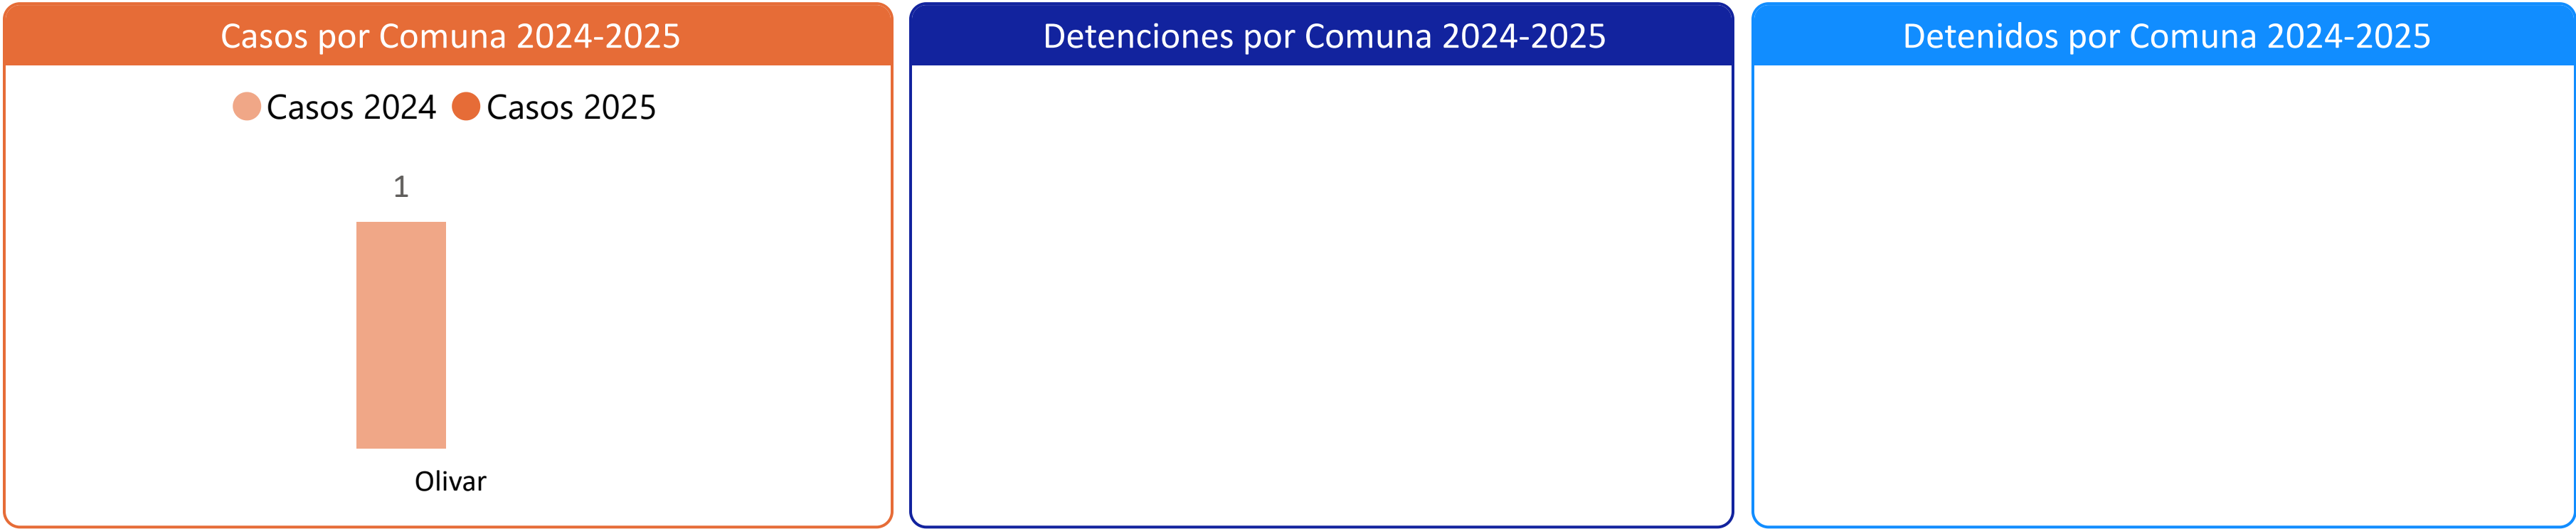 Casos por Comuna 2024-2025
Casos 2024 Casos 2025
1
Olivar
Detenciones por Comuna 2024-2025
Detenidos por Comuna 2024-2025